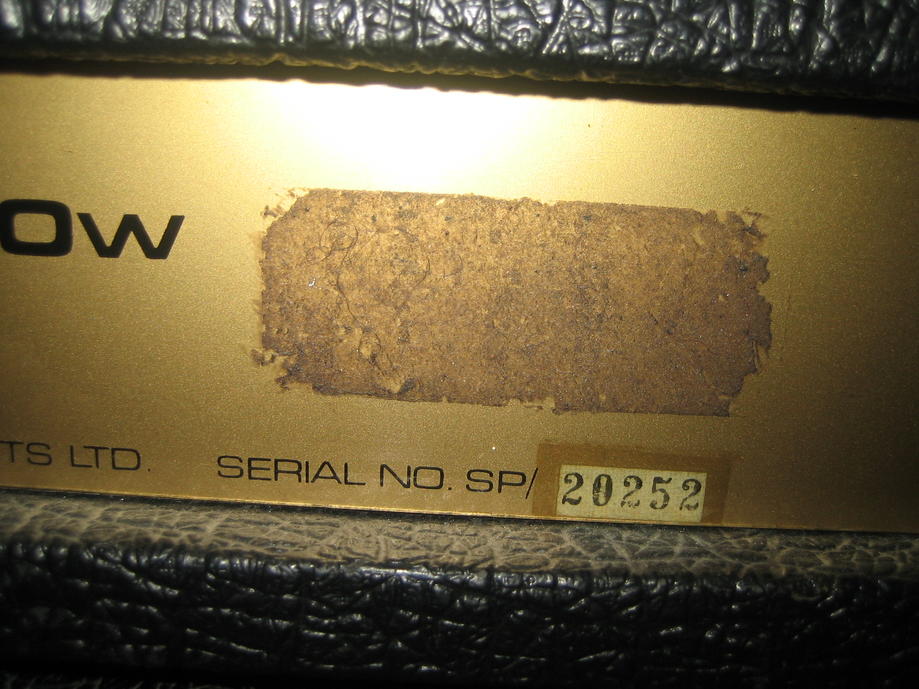 ow
TS LTD. SERIAL NO. SP/ 20252